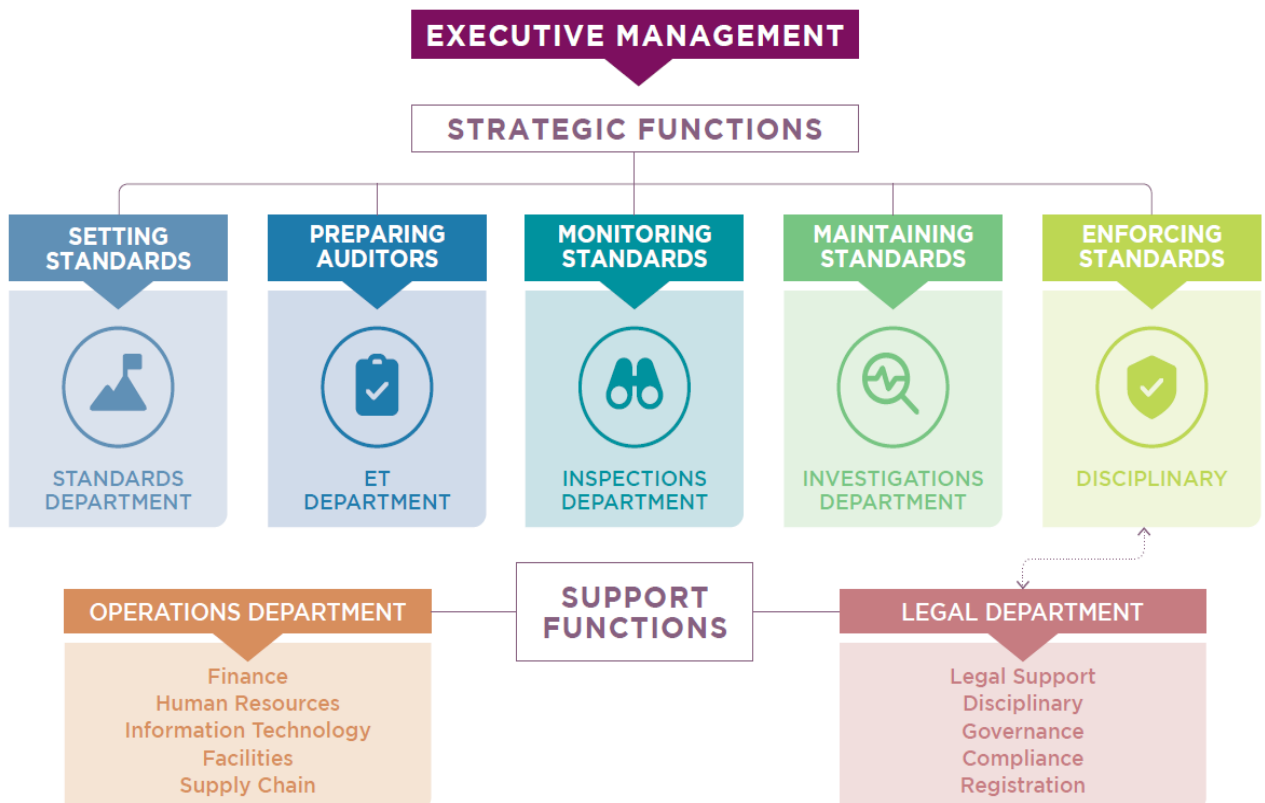 EXECUTIVE MANAGEMENT
STRATEGIC FUNCTIONS
SETTING
STANDARDS
PREPARING
AUDITORS
MONITORING
STANDARDS
MAINTAINING
STANDARDS
ENFORCING
STANDARDS
STANDARDS
DEPARTMENT
ET
DEPARTMENT
INSPECTIONS
DEPARTMENT
INVESTIGATIONS
DEPARTMENT
DISCIPLINARY
SUPPORT
FUNCTIONS
OPERATIONS DEPARTMENT
Finance
Human Resources
Information Technology
Facilities
Supply Chain
LEGAL DEPARTMENT
Legal Support
Disciplinary
Governance
Compliance
Registration